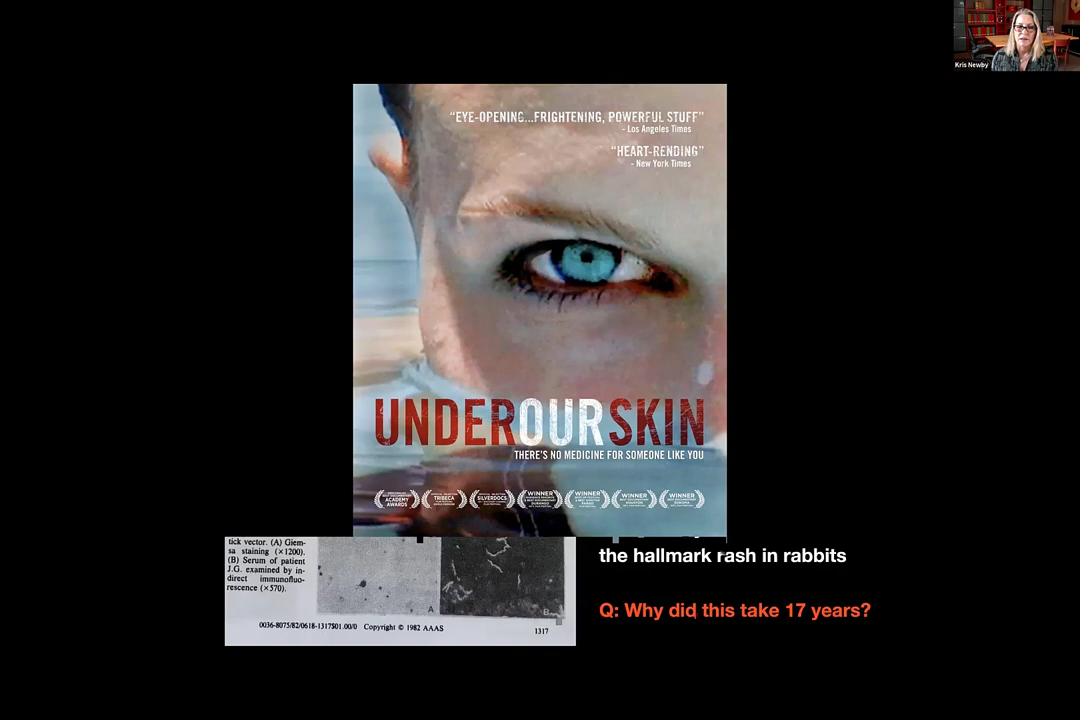 Kris Newby
“EYE-OPENING...FRIGHTENING, POWERFUL STUFF”
- Los Angeles Times
“HEART-RENDING”
- New York Times
UNDEROURSKIN
THERE'S NO MEDICINE FOR SOMEONE LIKE YOU
ACADEMY
AWARDS
TRIBECA
SILVERDOCS
WINNER
DURANGO
WINNER
WINNER
HOUSTON
WINNER
tick vector. (A) Giem-
sa staining (×1200).
(B) Serum of patient
J.G. examined by in-
direct immunofluo-
rescence (×570).
A
B
0036-8075/82/0618-1317$01.00/0 Copyright © 1982 AAAS
1317
the hallmark rash in rabbits
Q: Why did this take 17 years?